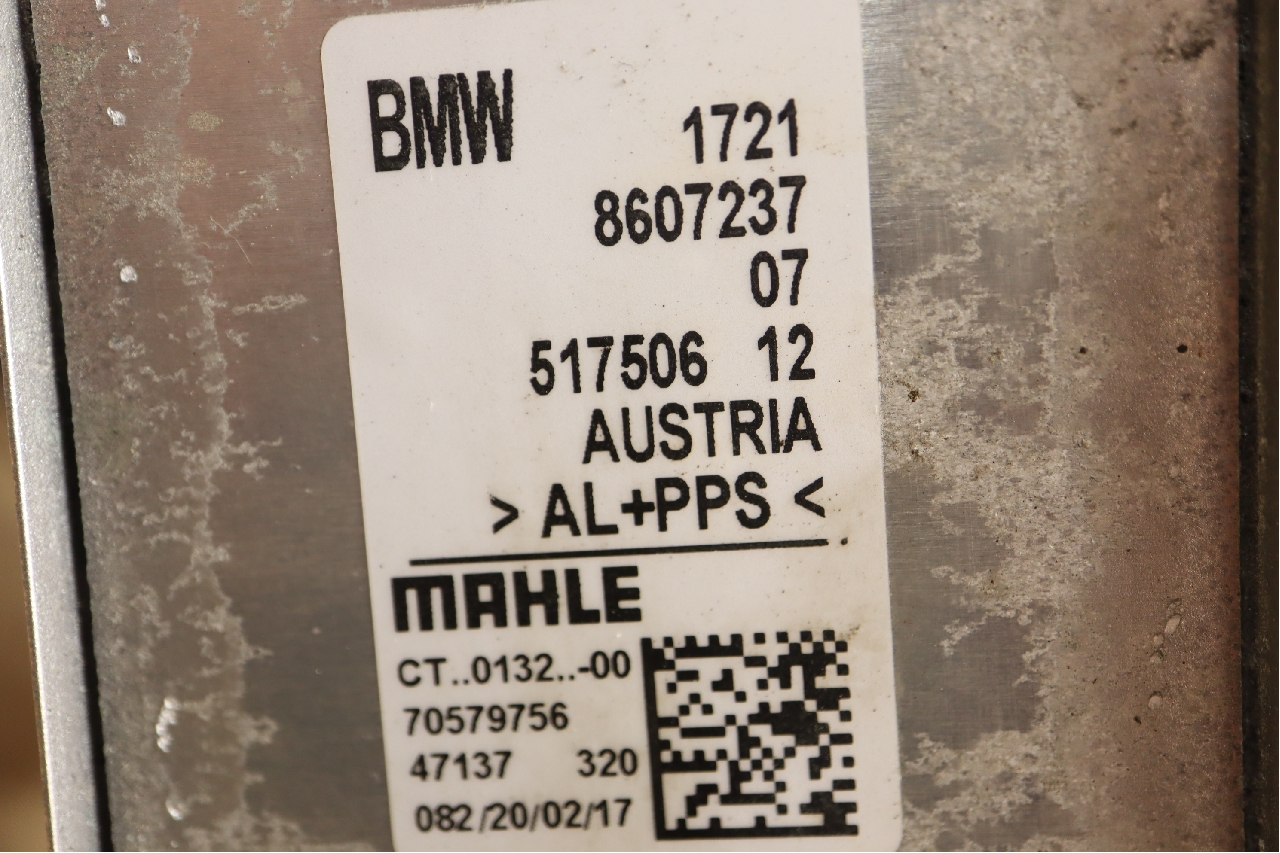 BMW 1721
8607237
07
517506 12
AUSTRIA
> AL+PPS <
MAHLE
CT..0132..-00
70579756
47137 320
082/20/02/17